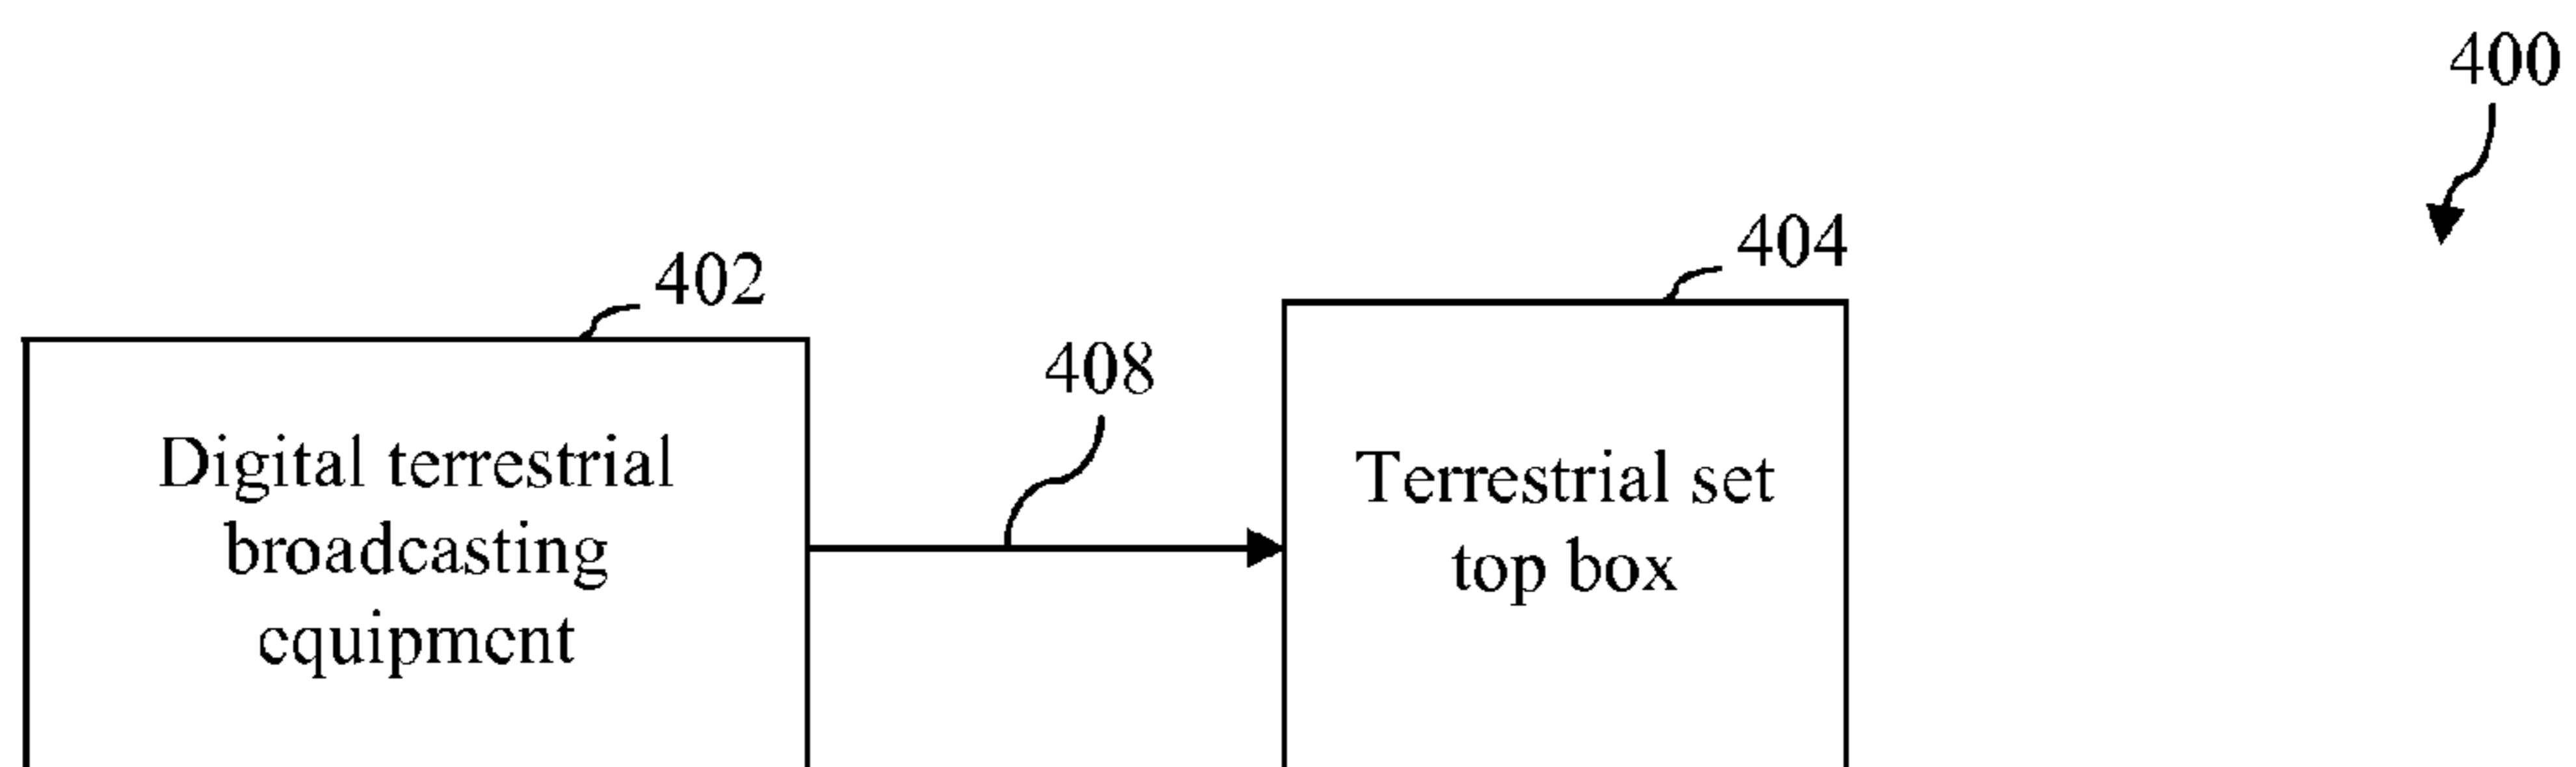 400
404
402
408
Digital terrestrial
broadcasting
equipment
Terrestrial set
top box